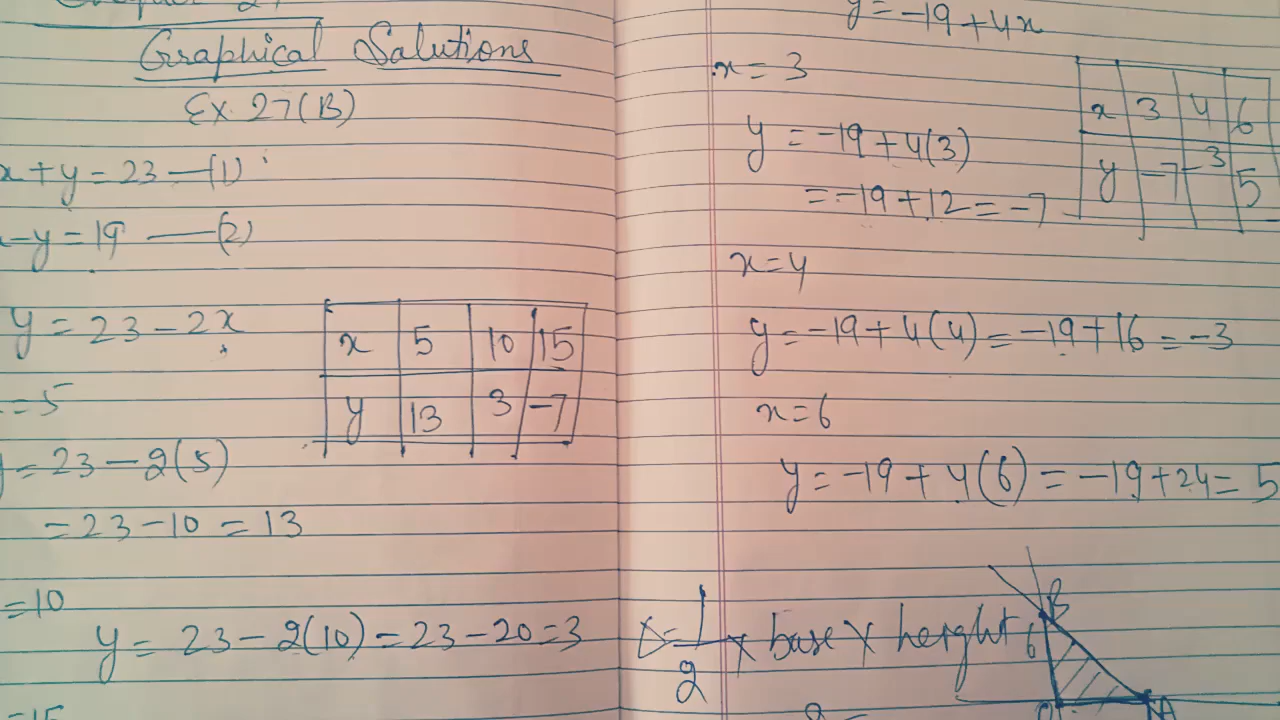 Graphical Solutions
Ex. 27(B)
x + y = 23 — (1)
- y = 19 — (2)
y = 23 - 2x
x 5 10 15
y 13 3 -7
= 5
= 23 - 2(5)
= 23 - 10 = 13
= 10
y = 23 - 2(10) = 23 - 20 = 3
= 15
y = -19 + 4x
x = 3
x 3 4 6
y -7 -3 5
y = -19 + 4(3)
= -19 + 12 = -7
x = 4
y = -19 + 4(4) = -19 + 16 = -3
x = 6
y = -19 + 4(6) = -19 + 24 = 5
Δ = 1/2 × base × height
B
6
A